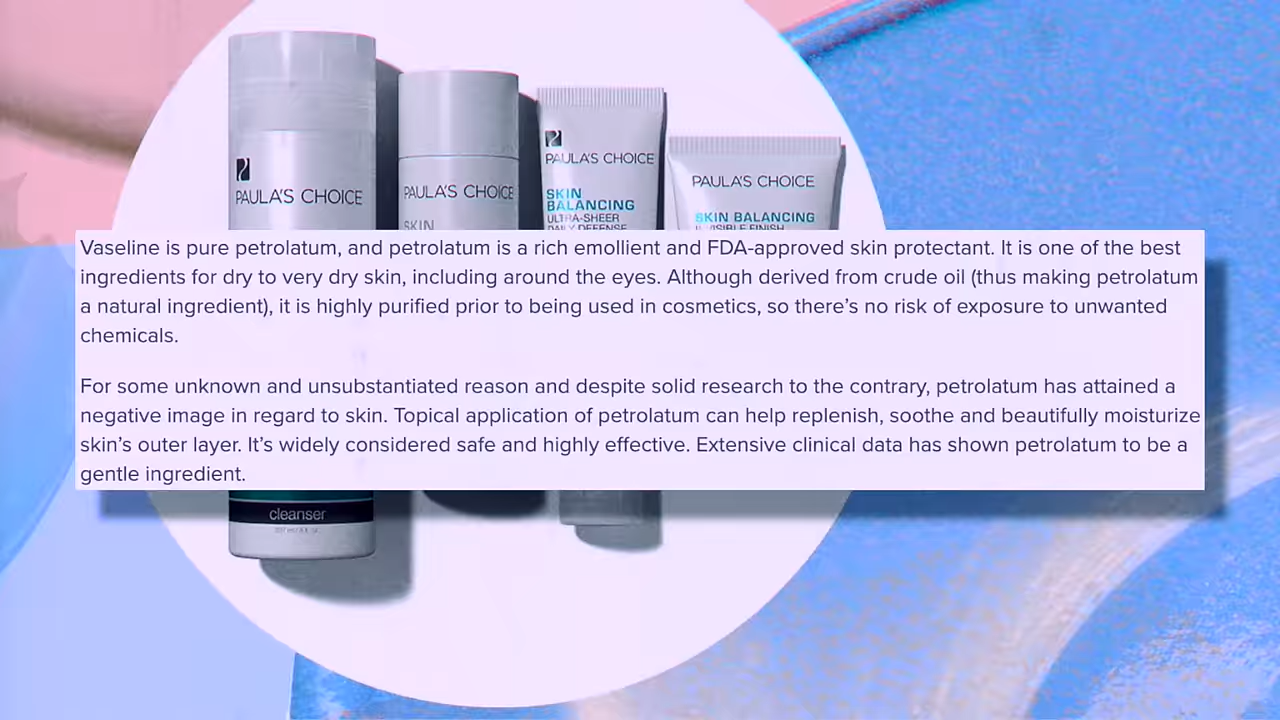 PAULA'S CHOICE
PAULA'S CHOICE
SKIN
PAULA'S CHOICE
SKIN
BALANCING
ULTRA-SHEER
DAILY DEFENSE
PAULA'S CHOICE
SKIN BALANCING
INVISIBLE FINISH
Vaseline is pure petrolatum, and petrolatum is a rich emollient and FDA-approved skin protectant. It is one of the best
ingredients for dry to very dry skin, including around the eyes. Although derived from crude oil (thus making petrolatum
a natural ingredient), it is highly purified prior to being used in cosmetics, so there’s no risk of exposure to unwanted
chemicals.
For some unknown and unsubstantiated reason and despite solid research to the contrary, petrolatum has attained a
negative image in regard to skin. Topical application of petrolatum can help replenish, soothe and beautifully moisturize
skin’s outer layer. It’s widely considered safe and highly effective. Extensive clinical data has shown petrolatum to be a
gentle ingredient.
cleanser